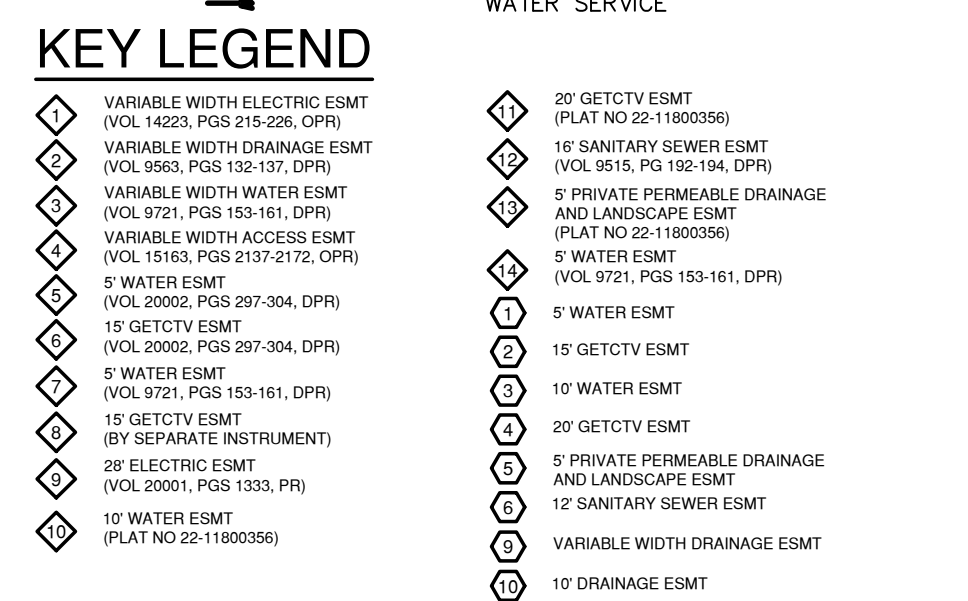 WATER SERVICE
KEY LEGEND
1 VARIABLE WIDTH ELECTRIC ESMT
(VOL 14223, PGS 215-226, OPR)
2 VARIABLE WIDTH DRAINAGE ESMT
(VOL 9563, PGS 132-137, DPR)
3 VARIABLE WIDTH WATER ESMT
(VOL 9721, PGS 153-161, DPR)
4 VARIABLE WIDTH ACCESS ESMT
(VOL 15163, PGS 2137-2172, OPR)
5 5' WATER ESMT
(VOL 20002, PGS 297-304, DPR)
6 15' GETCTV ESMT
(VOL 20002, PGS 297-304, DPR)
7 5' WATER ESMT
(VOL 9721, PGS 153-161, DPR)
8 15' GETCTV ESMT
(BY SEPARATE INSTRUMENT)
9 28' ELECTRIC ESMT
(VOL 20001, PGS 1333, PR)
10 10' WATER ESMT
(PLAT NO 22-11800356)
11 20' GETCTV ESMT
(PLAT NO 22-11800356)
12 16' SANITARY SEWER ESMT
(VOL 9515, PG 192-194, DPR)
13 5' PRIVATE PERMEABLE DRAINAGE
AND LANDSCAPE ESMT
(PLAT NO 22-11800356)
14 5' WATER ESMT
(VOL 9721, PGS 153-161, DPR)
1 5' WATER ESMT
2 15' GETCTV ESMT
3 10' WATER ESMT
4 20' GETCTV ESMT
5 5' PRIVATE PERMEABLE DRAINAGE
AND LANDSCAPE ESMT
6 12' SANITARY SEWER ESMT
9 VARIABLE WIDTH DRAINAGE ESMT
10 10' DRAINAGE ESMT